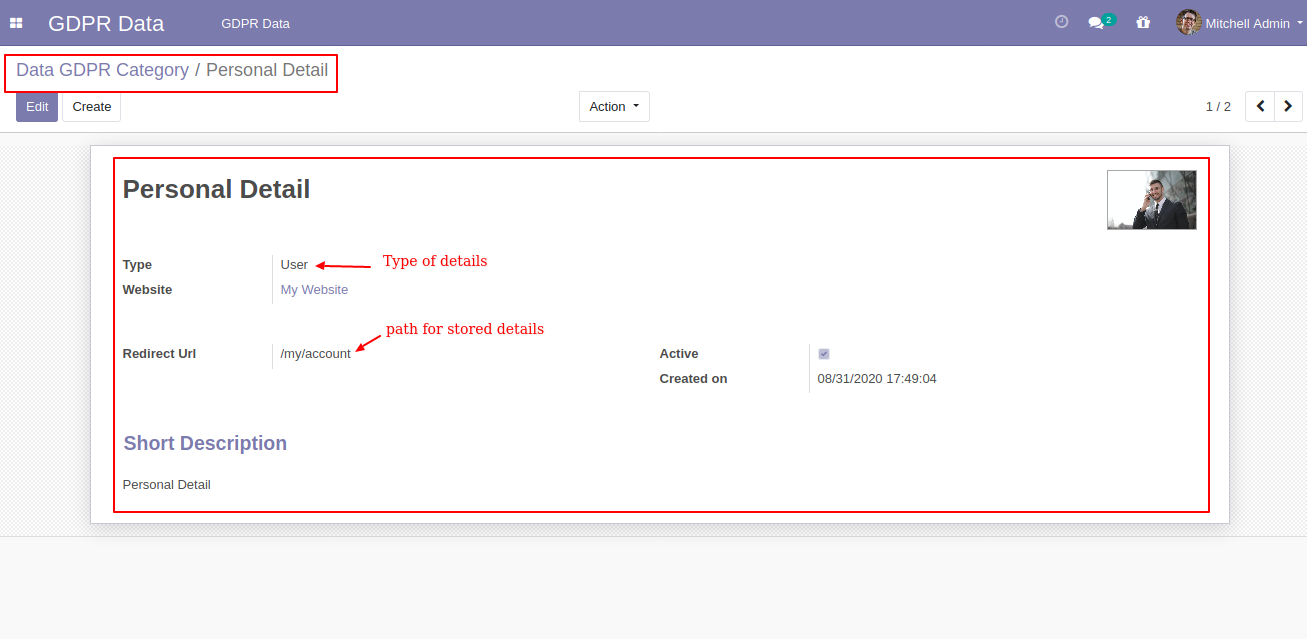 GDPR Data GDPR Data 2 Mitchell Admin
Data GDPR Category / Personal Detail
Edit Create Action 1 / 2
Personal Detail
Type User Type of details
Website My Website
path for stored details
Redirect Url /my/account Active
Created on 08/31/2020 17:49:04
Short Description
Personal Detail